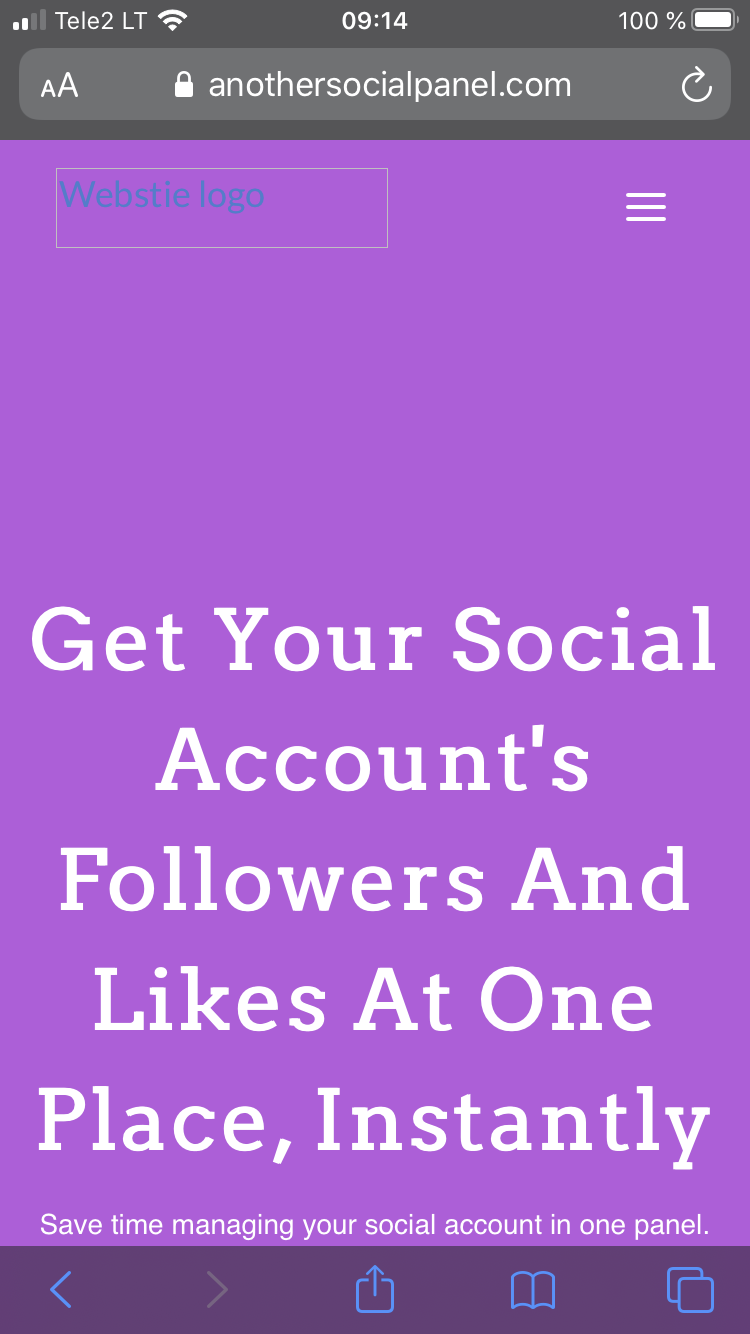 Tele2 LT 09:14 100 %
AA anothersocialpanel.com
Webstie logo
Get Your Social
Account's
Followers And
Likes At One
Place, Instantly
Save time managing your social account in one panel.